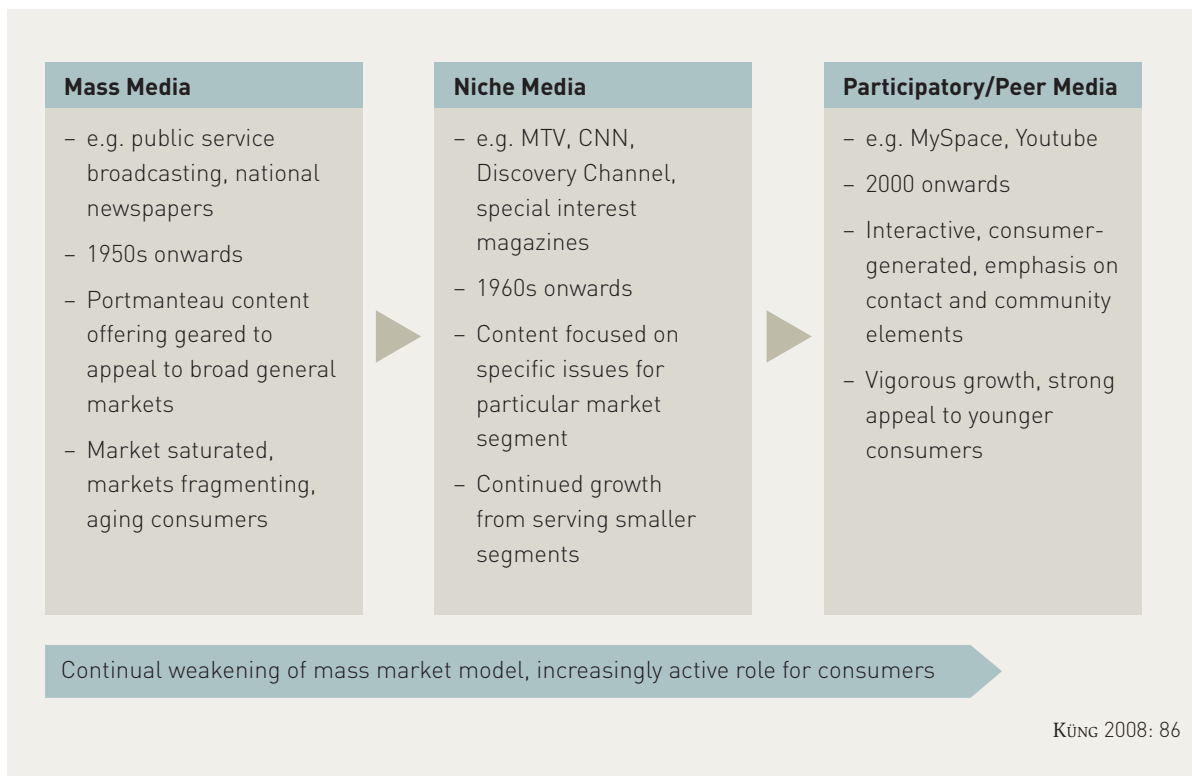 Mass Media
– e.g. public service
broadcasting, national
newspapers
– 1950s onwards
– Portmanteau content
offering geared to
appeal to broad general
markets
– Market saturated,
markets fragmenting,
aging consumers
Niche Media
– e.g. MTV, CNN,
Discovery Channel,
special interest
magazines
– 1960s onwards
– Content focused on
specific issues for
particular market
segment
– Continued growth
from serving smaller
segments
Participatory/Peer Media
– e.g. MySpace, Youtube
– 2000 onwards
– Interactive, consumer-
generated, emphasis on
contact and community
elements
– Vigorous growth, strong
appeal to younger
consumers
Continual weakening of mass market model, increasingly active role for consumers
Küng 2008: 86